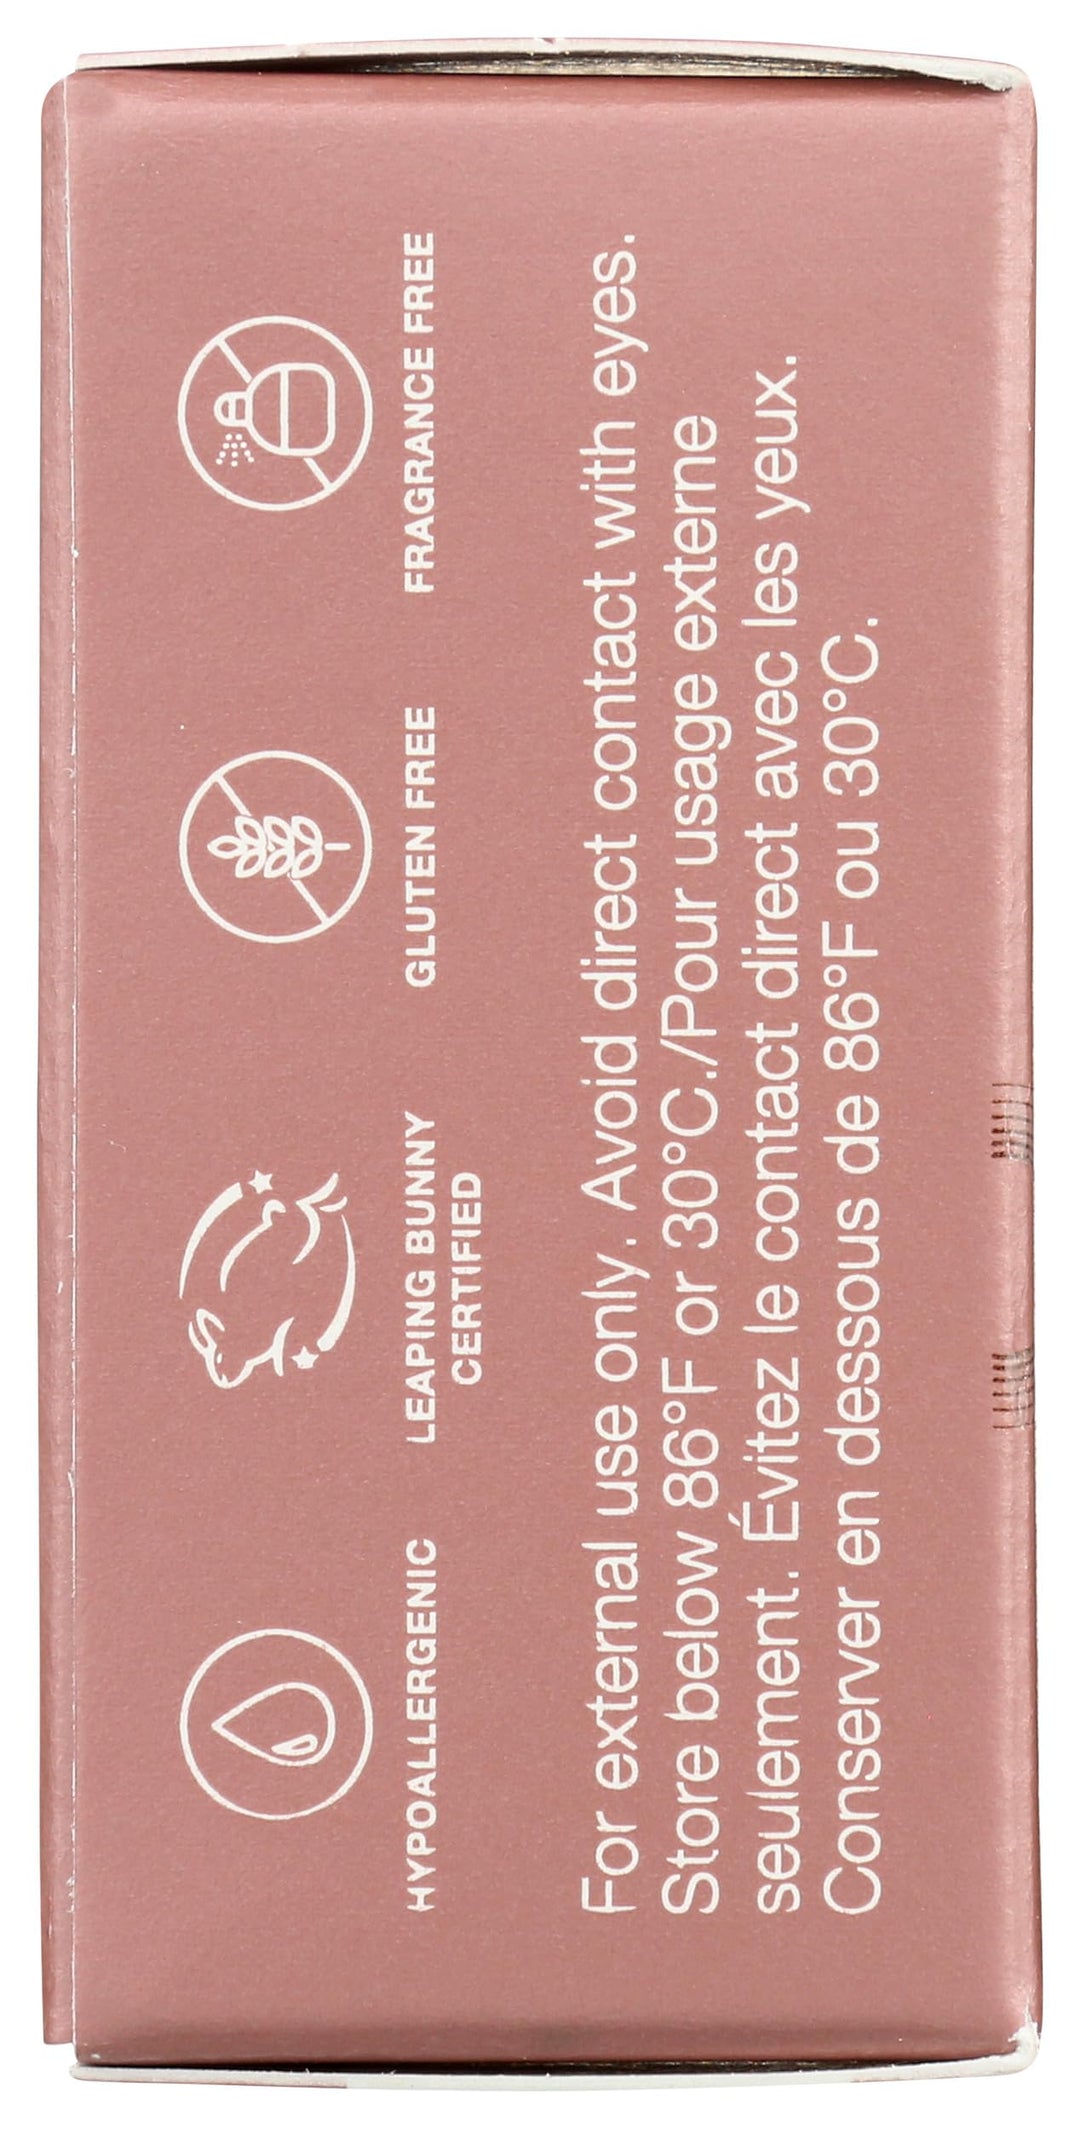 HYPOALLERGENIC
LEAPING BUNNY
CERTIFIED
GLUTEN FREE
FRAGRANCE FREE
For external use only. Avoid direct contact with eyes.
Store below 86°F or 30°C./Pour usage externe
seulement. Évitez le contact direct avec les yeux.
Conserver en dessous de 86°F ou 30°C.